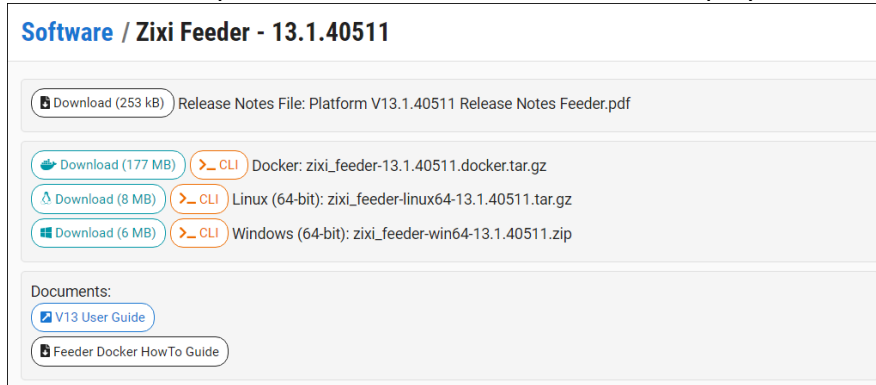 Software / Zixi Feeder - 13.1.40511
Download (253 kB) Release Notes File: Platform V13.1.40511 Release Notes Feeder.pdf
Download (177 MB) >_ CLI Docker: zixi_feeder-13.1.40511.docker.tar.gz
Download (8 MB) >_ CLI Linux (64-bit): zixi_feeder-linux64-13.1.40511.tar.gz
Download (6 MB) >_ CLI Windows (64-bit): zixi_feeder-win64-13.1.40511.zip
Documents:
V13 User Guide
Feeder Docker HowTo Guide